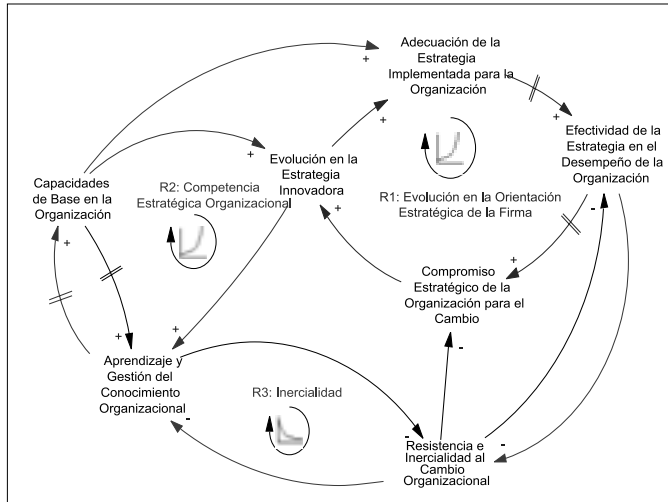 Adecuación de la
Estrategia
Implementada para la
Organización
+
+
+
Efectividad de la
Estrategia en el
Desempeño de la
Organización
-
Evolución en la
Estrategia
Innovadora
+
+
Capacidades
de Base en la
Organización
+
R2: Competencia
Estratégica Organizacional
R1: Evolución en la Orientación
Estratégica de la Firma
Compromiso
Estratégico de la
Organización para el
Cambio
+
-
+
+
Aprendizaje y
Gestión del
Conocimiento
Organizacional
-
R3: Inercialidad
Resistencia e
Inercialidad al
Cambio
Organizacional
-
-